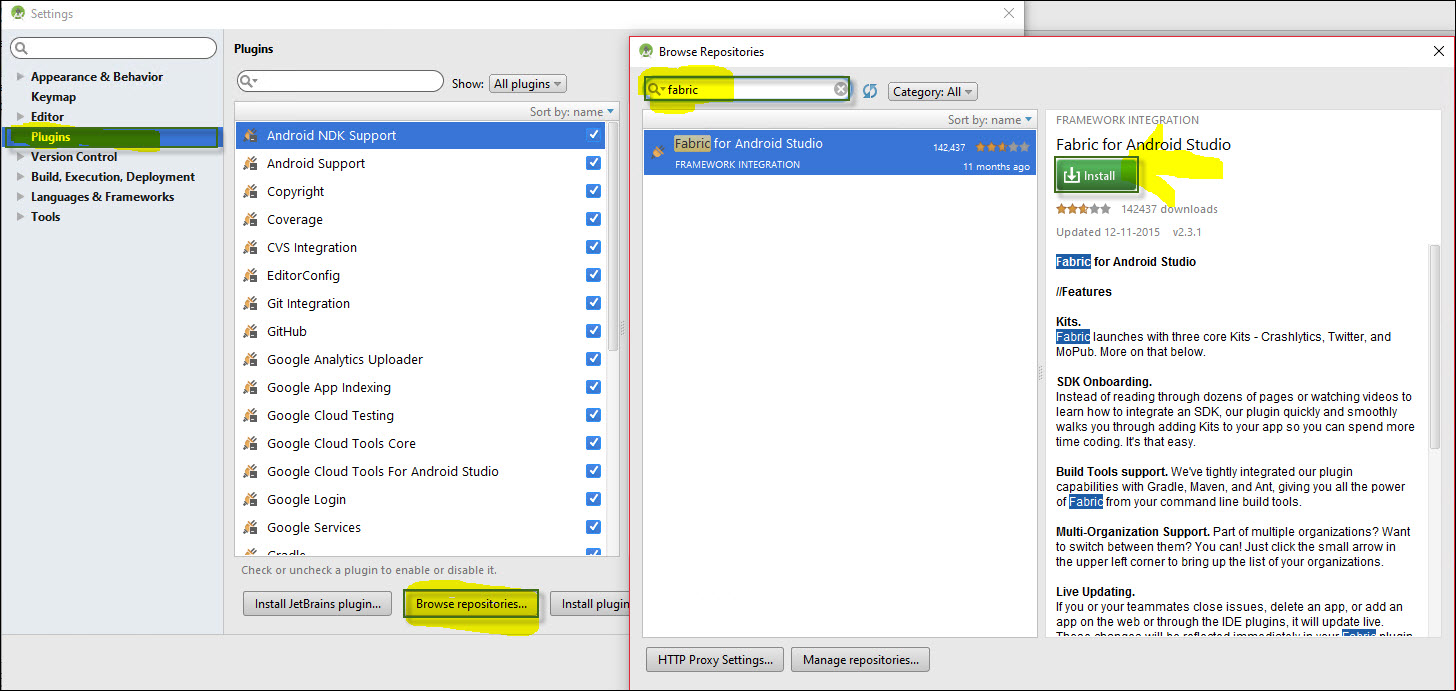 Settings
Appearance & Behavior
Keymap
Editor
Plugins
Version Control
Build, Execution, Deployment
Languages & Frameworks
Tools
Plugins
Show: All plugins
Sort by: name
Android NDK Support
Android Support
Copyright
Coverage
CVS Integration
EditorConfig
Git Integration
GitHub
Google Analytics Uploader
Google App Indexing
Google Cloud Testing
Google Cloud Tools Core
Google Cloud Tools For Android Studio
Google Login
Google Services
Gradle
Check or uncheck a plugin to enable or disable it.
Install JetBrains plugin...
Browse repositories...
Install plugin
Browse Repositories
fabric
Category: All
Sort by: name
Fabric for Android Studio
142,437
FRAMEWORK INTEGRATION
11 months ago
HTTP Proxy Settings...
Manage repositories...
FRAMEWORK INTEGRATION
Fabric for Android Studio
Install
142437 downloads
Updated 12-11-2015 v2.3.1
Fabric for Android Studio
//Features
Kits.
Fabric launches with three core Kits - Crashlytics, Twitter, and
MoPub. More on that below.
SDK Onboarding.
Instead of reading through dozens of pages or watching videos to
learn how to integrate an SDK, our plugin quickly and smoothly
walks you through adding Kits to your app so you can spend more
time coding. It's that easy.
Build Tools support. We've tightly integrated our plugin
capabilities with Gradle, Maven, and Ant, giving you all the power
of Fabric from your command line build tools.
Multi-Organization Support. Part of multiple organizations? Want
to switch between them? You can! Just click the small arrow in
the upper left corner to bring up the list of your organizations.
Live Updating.
If you or your teammates close issues, delete an app, or add an
app on the web or through the IDE plugins, it will update live.
These changes will be reflected immediately in your Fabric plugin